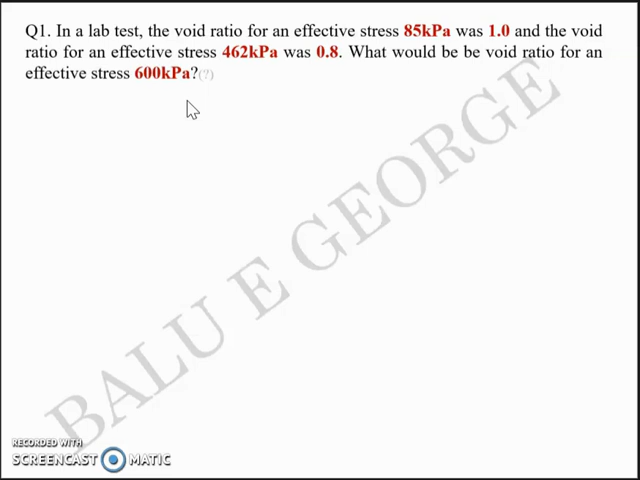 Q1. In a lab test, the void ratio for an effective stress 85kPa was 1.0 and the void
ratio for an effective stress 462kPa was 0.8. What would be be void ratio for an
effective stress 600kPa?(?)
BALU E GEORGE
RECORDED WITH
SCREENCAST MATIC